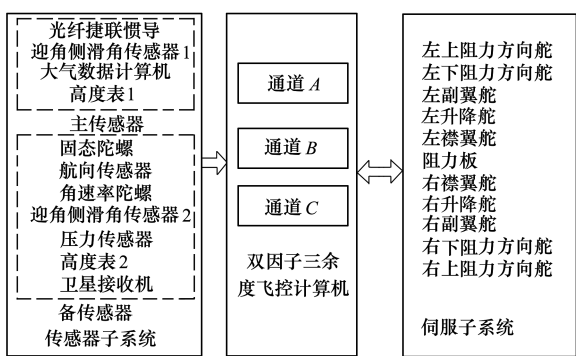 光纤捷联惯导
迎角侧滑角传感器1
大气数据计算机
高度表1
主传感器
固态陀螺
航向传感器
角速率陀螺
迎角侧滑角传感器2
压力传感器
高度表2
卫星接收机
备传感器
传感器子系统
通道 A
通道 B
通道 C
双因子三余
度飞控计算机
左上阻力方向舵
左下阻力方向舵
左副翼舵
左升降舵
左襟翼舵
阻力板
右襟翼舵
右升降舵
右副翼舵
右下阻力方向舵
右上阻力方向舵
伺服子系统